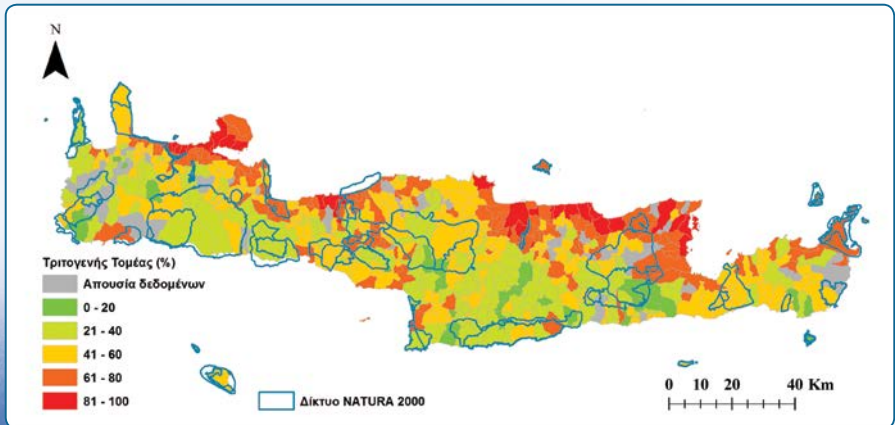 N
Τριτογενής Τομέας (%)
Απουσία δεδομένων
0 - 20
21 - 40
41 - 60
61 - 80
81 - 100
Δίκτυο NATURA 2000
0 10 20 40 Km